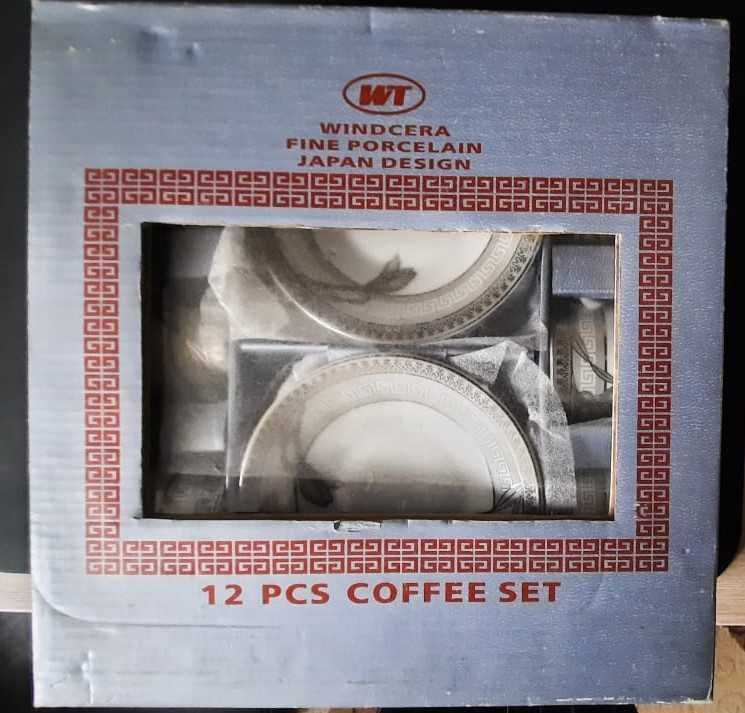 WT
WINDCERA
FINE PORCELAIN
JAPAN DESIGN
12 PCS COFFEE SET